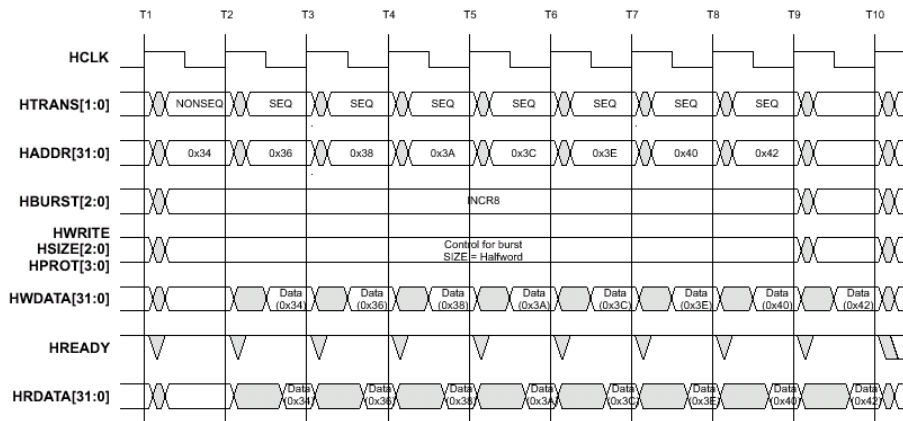 T1 T2 T3 T4 T5 T6 T7 T8 T9 T10
HCLK
HTRANS[1:0] NONSEQ SEQ SEQ SEQ SEQ SEQ SEQ SEQ
HADDR[31:0] 0x34 0x36 0x38 0x3A 0x3C 0x3E 0x40 0x42
HBURST[2:0] INCR8
HWRITE
HSIZE[2:0] Control for burst
HPROT[3:0] SIZE = Halfword
HWDATA[31:0] Data Data Data Data Data Data Data Data
(0x34) (0x36) (0x38) (0x3A) (0x3C) (0x3E) (0x40) (0x42)
HREADY
HRDATA[31:0] Data Data Data Data Data Data Data Data
(0x34) (0x36) (0x38) (0x3A) (0x3C) (0x3E) (0x40) (0x42)